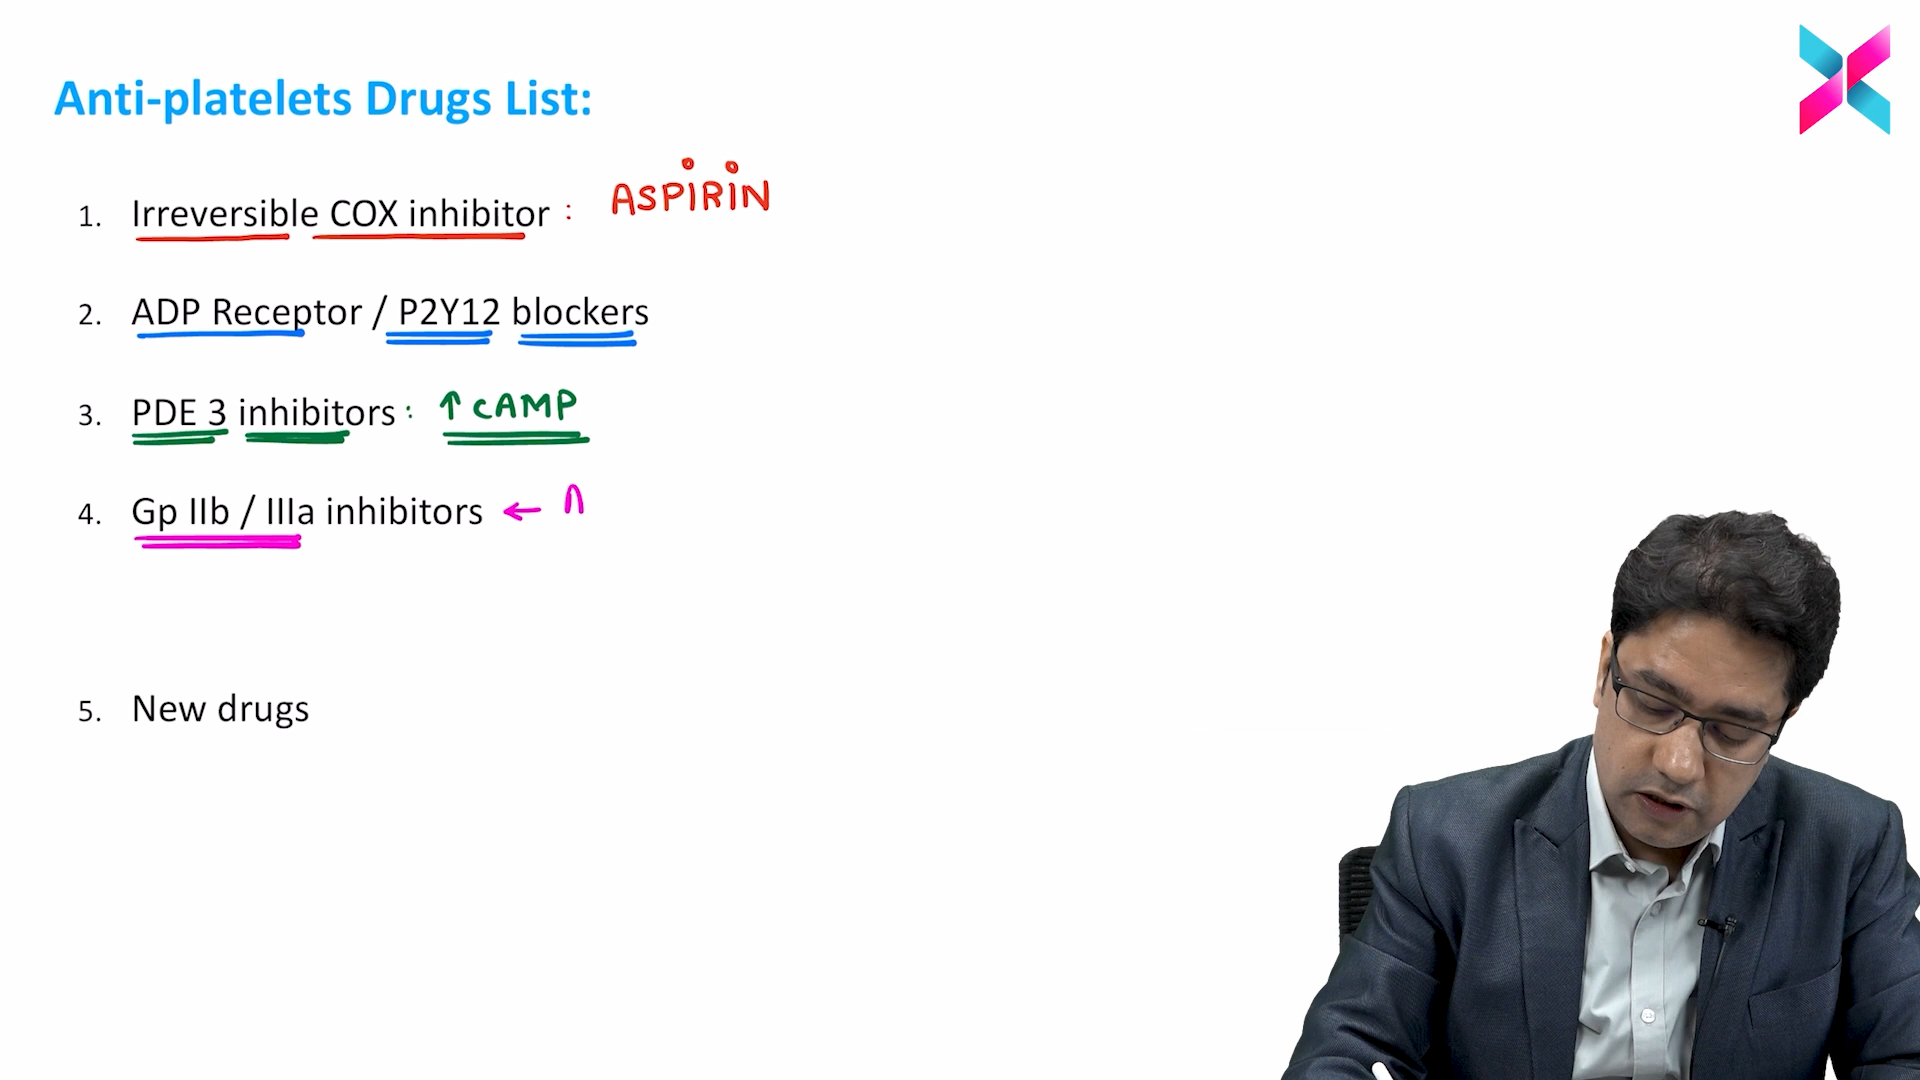 Anti-platelets Drugs List:
1. Irreversible COX inhibitor : ASPIRIN
2. ADP Receptor / P2Y12 blockers
3. PDE 3 inhibitors : ↑ cAMP
4. Gp IIb / IIIa inhibitors ←
5. New drugs